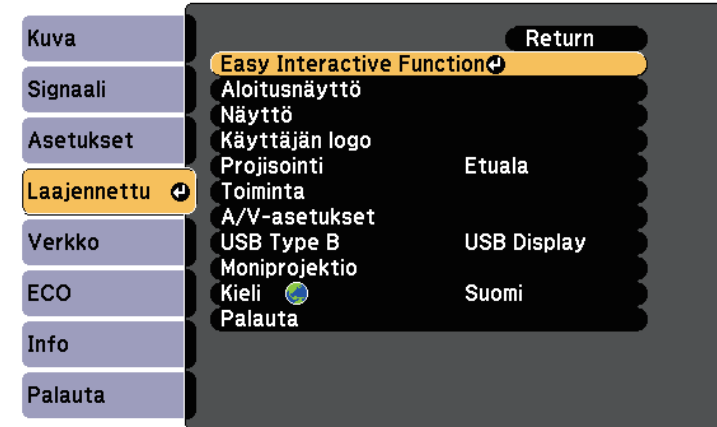 Kuva
Signaali
Asetukset
Laajennettu
Verkko
ECO
Info
Palauta
Return
Easy Interactive Function
Aloitusnäyttö
Näyttö
Käyttäjän logo
Projisointi Etuala
Toiminta
A/V-asetukset
USB Type B USB Display
Moniprojektio
Kieli Suomi
Palauta